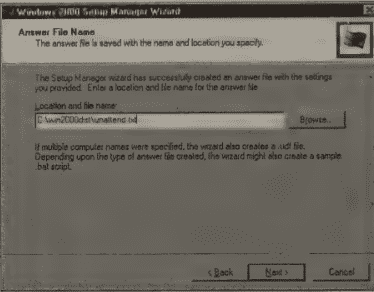 Windows 2000 Setup Manager Wizard
Answer File Name
The answer file is saved with the name and location you specify.
The Setup Manager wizard has successfully created an answer file with the settings
you provided. Enter a location and file name for the answer file
Location and file name:
C:\win2000dist\unattend.txt
Browse...
If multiple computer names were specified, the wizard also creates a .udf file.
Depending upon the type of answer file created, the wizard might also create a sample
.bat script.
< Back
Next >
Cancel